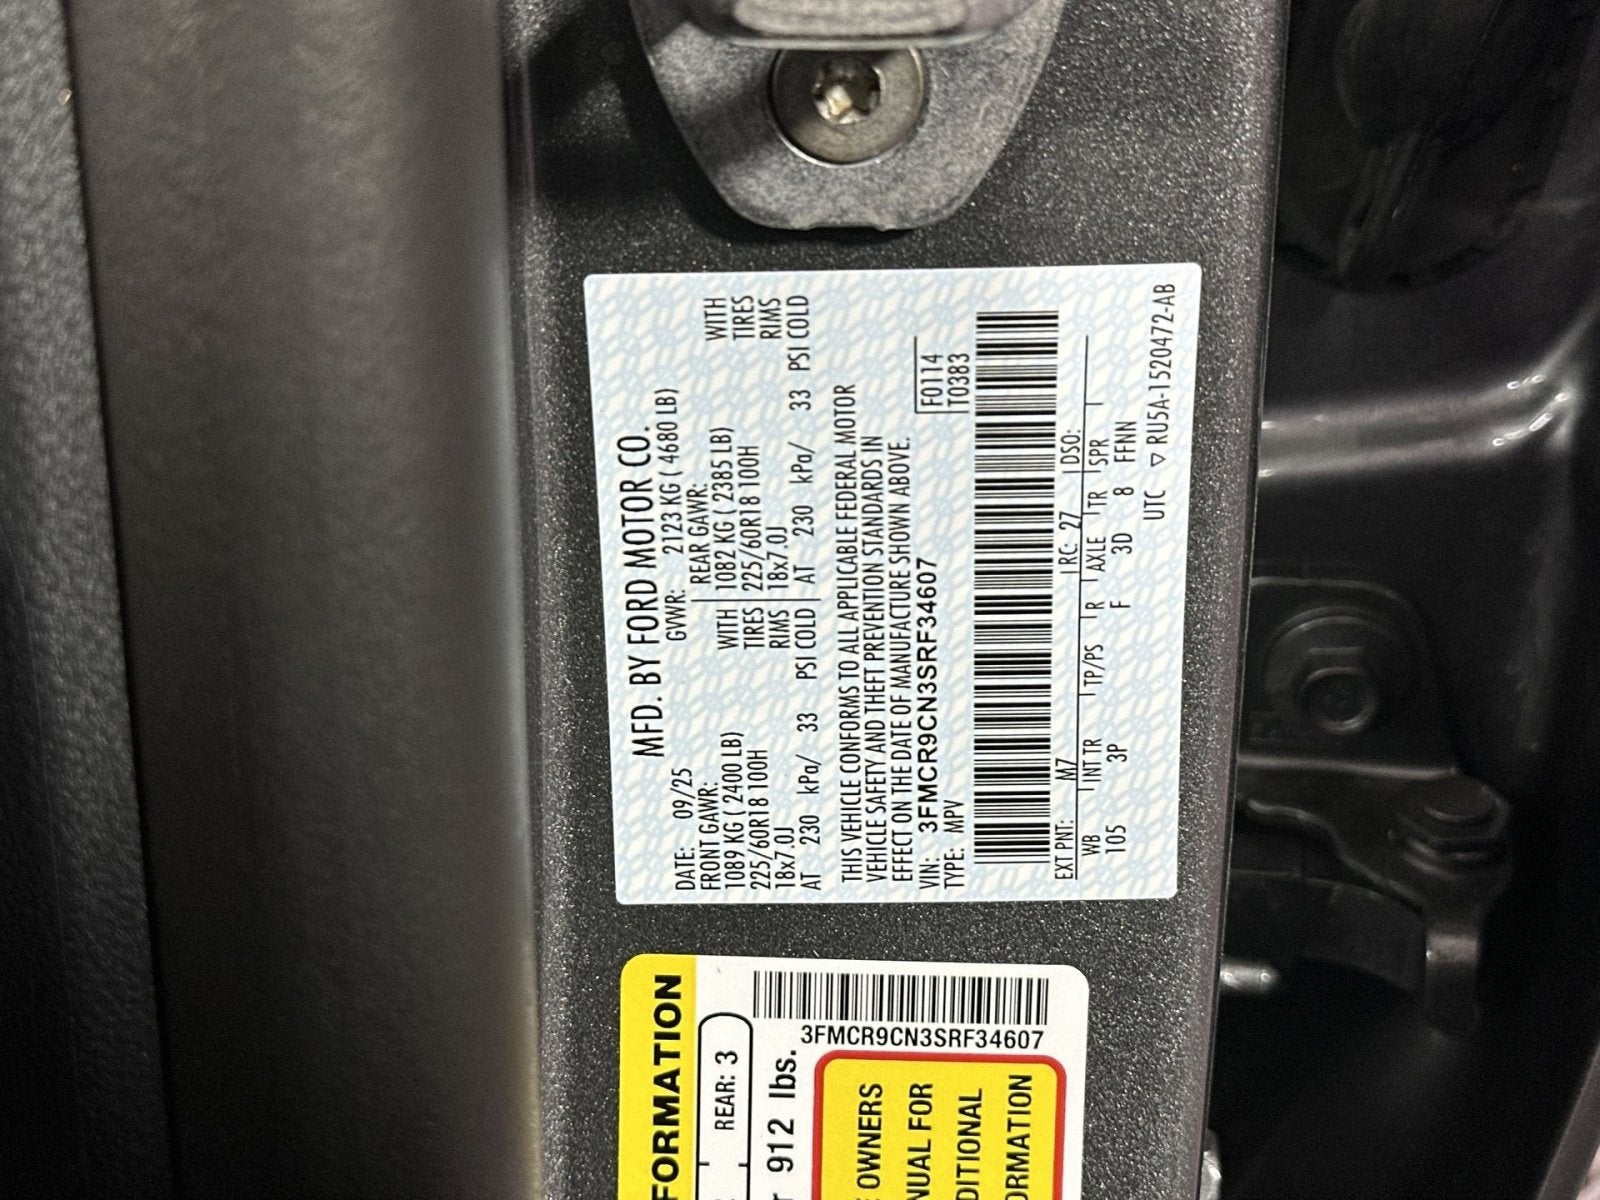 MFD. BY FORD MOTOR CO.
DATE: 09/25 GVWR: 2123 KG ( 4680 LB)
FRONT GAWR: REAR GAWR:
1089 KG ( 2400 LB) WITH 1082 KG ( 2385 LB) WITH
225/60R18 100H TIRES 225/60R18 100H TIRES
18x7.0J RIMS 18x7.0J RIMS
AT 230 kPa/ 33 PSI COLD AT 230 kPa/ 33 PSI COLD
THIS VEHICLE CONFORMS TO ALL APPLICABLE FEDERAL MOTOR
VEHICLE SAFETY AND THEFT PREVENTION STANDARDS IN
EFFECT ON THE DATE OF MANUFACTURE SHOWN ABOVE.
VIN: 3FMCR9CN3SRF34607 F0114
TYPE: MPV T0383
EXT PNT: M7 RC: 27 DSO:
WB INT TR TP/PS R AXLE TR SPR
105 3P F 3D 8 FFNN
UTC ▽ RU5A-1520472-AB
FORMATION
REAR: 3
912 lbs.
3FMCR9CN3SRF34607
OWNERS
NUAL FOR
DITIONAL
ORMATION